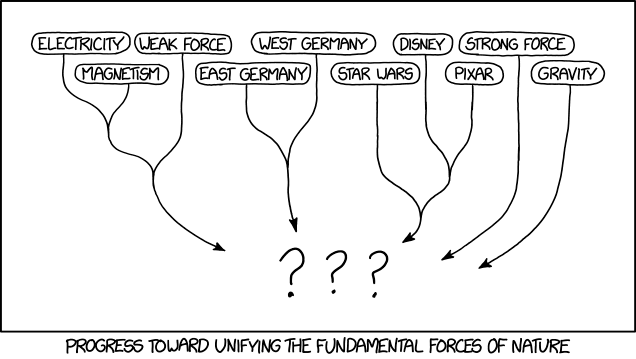 ELECTRICITY
WEAK FORCE
WEST GERMANY
DISNEY
STRONG FORCE
MAGNETISM
EAST GERMANY
STAR WARS
PIXAR
GRAVITY
? ? ?
PROGRESS TOWARD UNIFYING THE FUNDAMENTAL FORCES OF NATURE